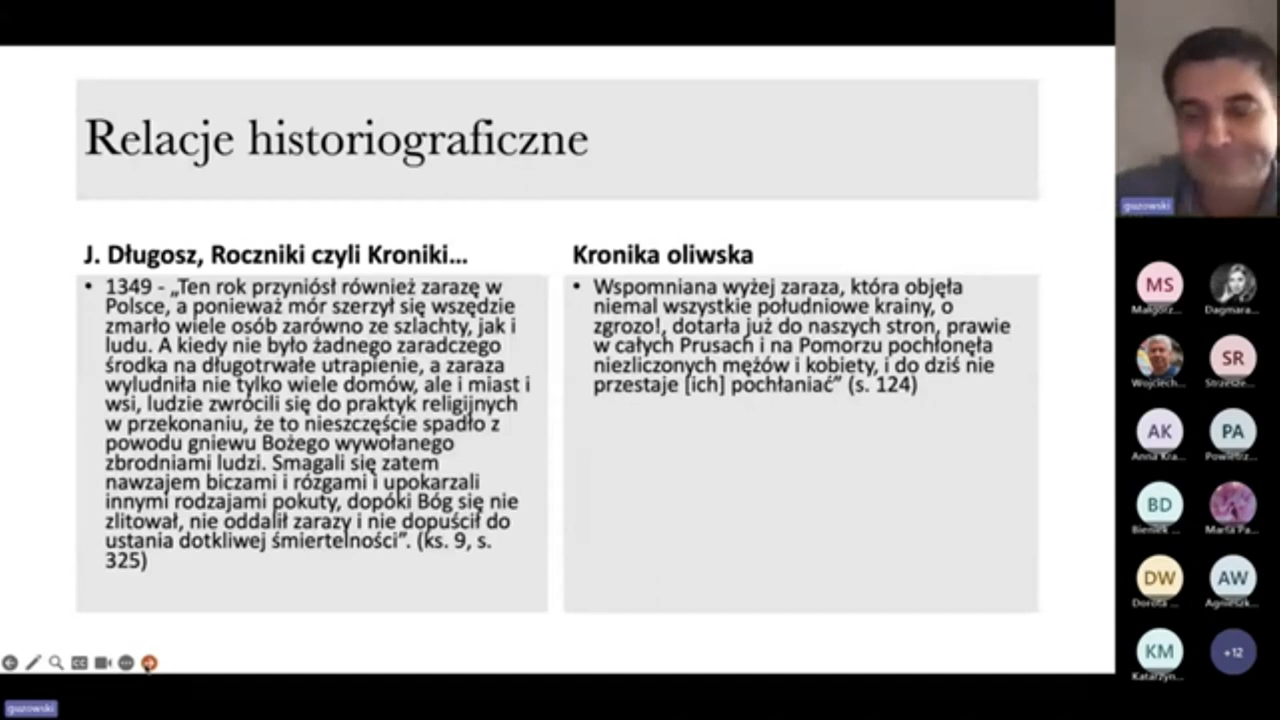 Relacje historiograficzne
J. Długosz, Roczniki czyli Kroniki...
• 1349 - „Ten rok przyniósł również zarazę w
Polsce, a ponieważ mór szerzył się wszędzie
zmarło wiele osób zarówno ze szlachty, jak i
ludu. A kiedy nie było żadnego zaradczego
środka na długotrwałe utrapienie, a zaraza
wyludniła nie tylko wiele domów, ale i miast i
wsi, ludzie zwrócili się do praktyk religijnych
w przekonaniu, że to nieszczęście spadło z
powodu gniewu Bożego wywołanego
zbrodniami ludzi. Smagali się zatem
nawzajem biczami i rózgami i upokarzali
innymi rodzajami pokuty, dopóki Bóg się nie
zlitował, nie oddalił zarazy i nie dopuścił do
ustania dotkliwej śmiertelności”. (ks. 9, s.
325)
Kronika oliwska
• Wspomniana wyżej zaraza, która objęła
niemal wszystkie południowe krainy, o
zgrozo!, dotarła już do naszych stron, prawie
w całych Prusach i na Pomorzu pochłonęła
niezliczonych mężów i kobiety, i do dziś nie
przestaje [ich] pochłaniać” (s. 124)
guzowski
MS
Małgorz...
Dagmara...
Wojciech...
SR
Strzele...
AK
Anna Kra...
PA
Powietrz...
BD
Bieniek ...
Marta Pa...
DW
Dorota ...
AW
Agnieszk...
KM
Katarzyn...
+12
CC
guzowski